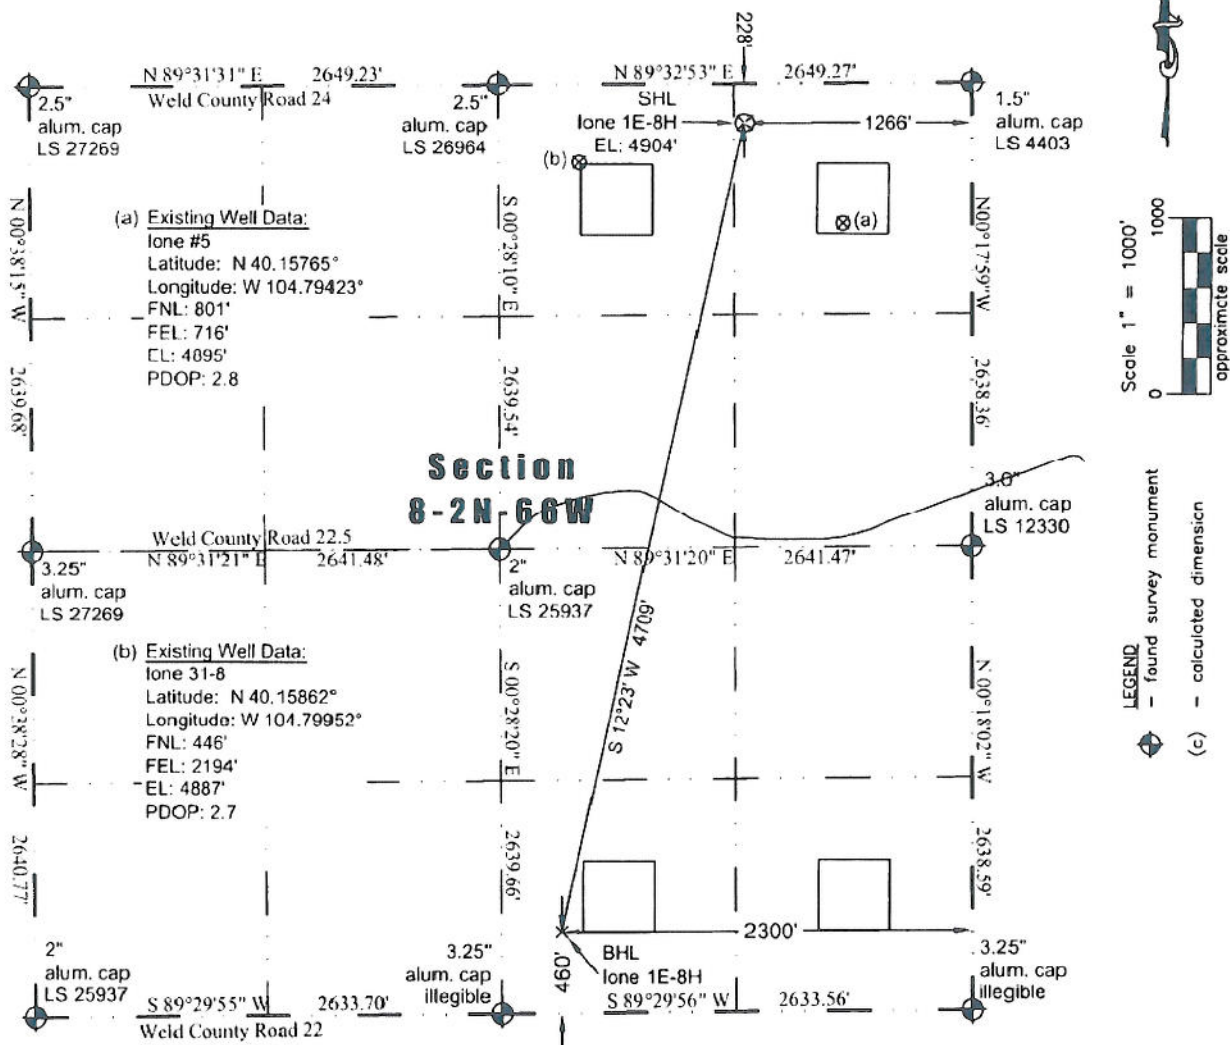 228'
N 89°31'31" E 2649.23'
N 89°32'53" E 2649.27'
Weld County Road 24
2.5"
alum. cap
LS 27269
2.5"
alum. cap
LS 26964
SHL
Ione 1E-8H
EL: 4904'
1266'
1.5"
alum. cap
LS 4403
(b)
(a)
(a) Existing Well Data:
Ione #5
Latitude: N 40.15765°
Longitude: W 104.79423°
FNL: 801'
FEL: 716'
EL: 4895'
PDOP: 2.8
N 00°38'15" W 2639.68'
S 00°28'10" E 2639.54'
N00°17'59"W 2638.36'
Scale 1" = 1000'
0 1000
approximate scale
Section
8-2N-66W
3.0"
alum. cap
LS 12330
Weld County Road 22.5
N 89°31'21" E 2641.48'
N 89°31'20" E 2641.47'
3.25"
alum. cap
LS 27269
2"
alum. cap
LS 25937
S 12°23' W 4709'
LEGEND
- found survey monument
(c) - calculated dimension
(b) Existing Well Data:
Ione 31-8
Latitude: N 40.15862°
Longitude: W 104.79952°
FNL: 446'
FEL: 2194'
EL: 4887'
PDOP: 2.7
N 00°38'28" W 2640.77'
S 00°28'20" E 2639.66'
N 00°18'02" W 2638.59'
2300'
BHL
Ione 1E-8H
460'
2"
alum. cap
LS 25937
3.25"
alum. cap
illegible
3.25"
alum. cap
illegible
S 89°29'55" W 2633.70'
S 89°29'56" W 2633.56'
Weld County Road 22